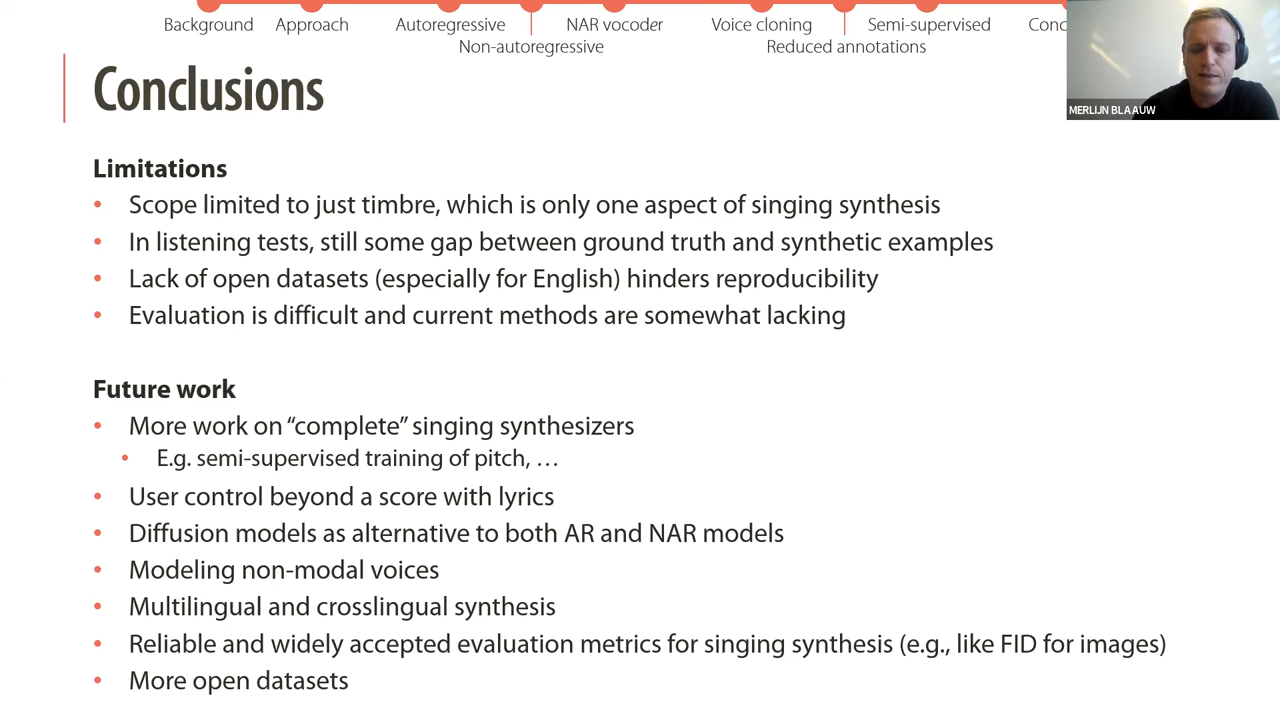 Background Approach Autoregressive NAR vocoder Voice cloning Semi-supervised Conc
Non-autoregressive Reduced annotations
MERLIJN BLAAUW
Conclusions
Limitations
• Scope limited to just timbre, which is only one aspect of singing synthesis
• In listening tests, still some gap between ground truth and synthetic examples
• Lack of open datasets (especially for English) hinders reproducibility
• Evaluation is difficult and current methods are somewhat lacking
Future work
• More work on “complete” singing synthesizers
• E.g. semi-supervised training of pitch, …
• User control beyond a score with lyrics
• Diffusion models as alternative to both AR and NAR models
• Modeling non-modal voices
• Multilingual and crosslingual synthesis
• Reliable and widely accepted evaluation metrics for singing synthesis (e.g., like FID for images)
• More open datasets